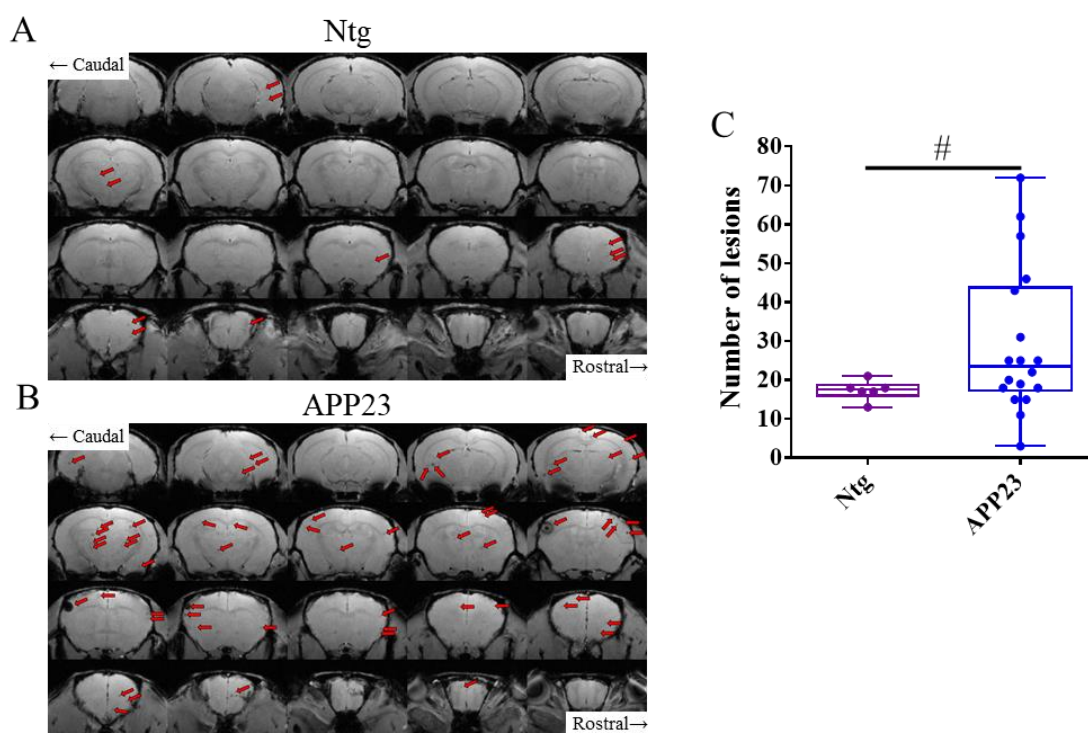 A
Ntg
← Caudal
Rostral→
B
APP23
← Caudal
Rostral→
C
#
Number of lesions
80
70
60
50
40
30
20
10
0
Ntg
APP23